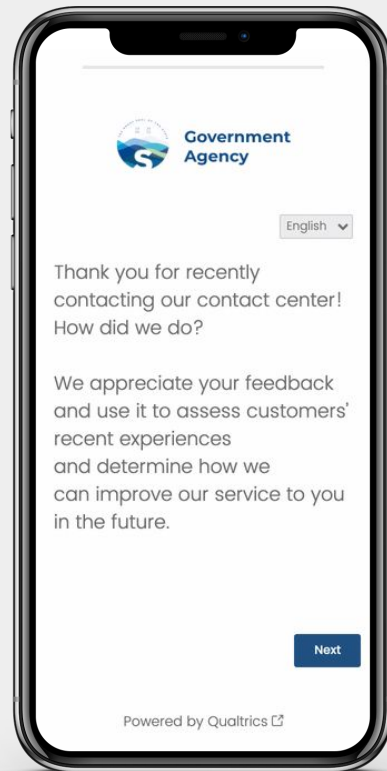 Government
Agency
English
Thank you for recently
contacting our contact center!
How did we do?
We appreciate your feedback
and use it to assess customers'
recent experiences
and determine how we
can improve our service to you
in the future.
Next
Powered by Qualtrics